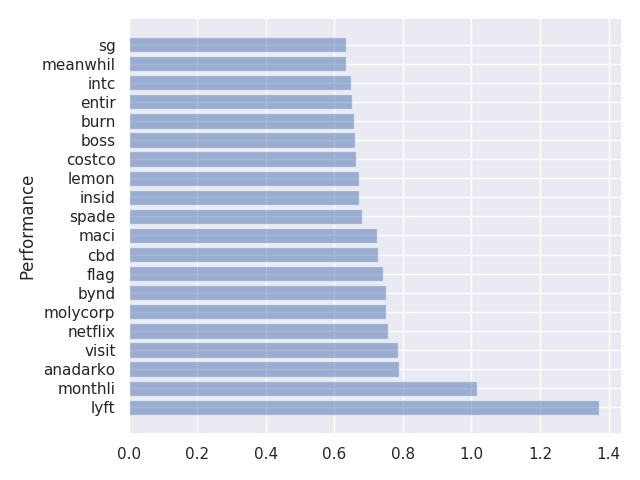 sg
meanwhil
intc
entir
burn
boss
costco
lemon
insid
spade
maci
cbd
flag
bynd
molycorp
netflix
visit
anadarko
monthli
lyft
Performance
0.0 0.2 0.4 0.6 0.8 1.0 1.2 1.4